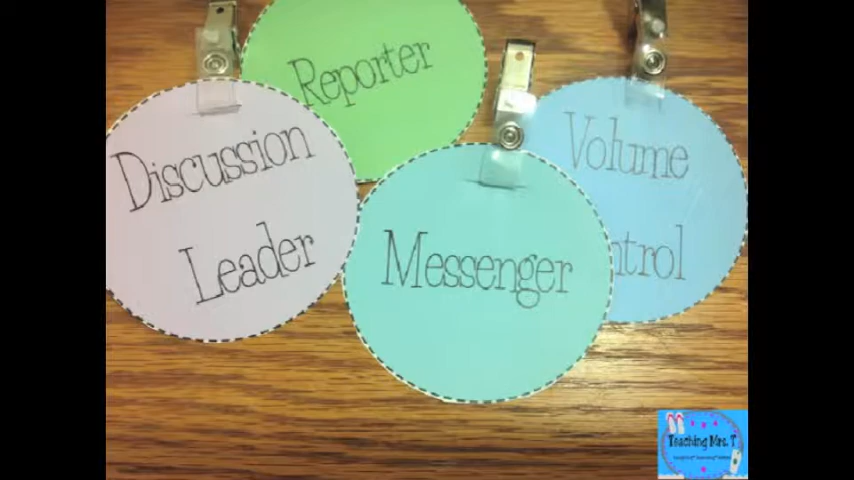 Reporter
Discussion
Leader
Messenger
Volume
ntrol
Teaching Mrs. T